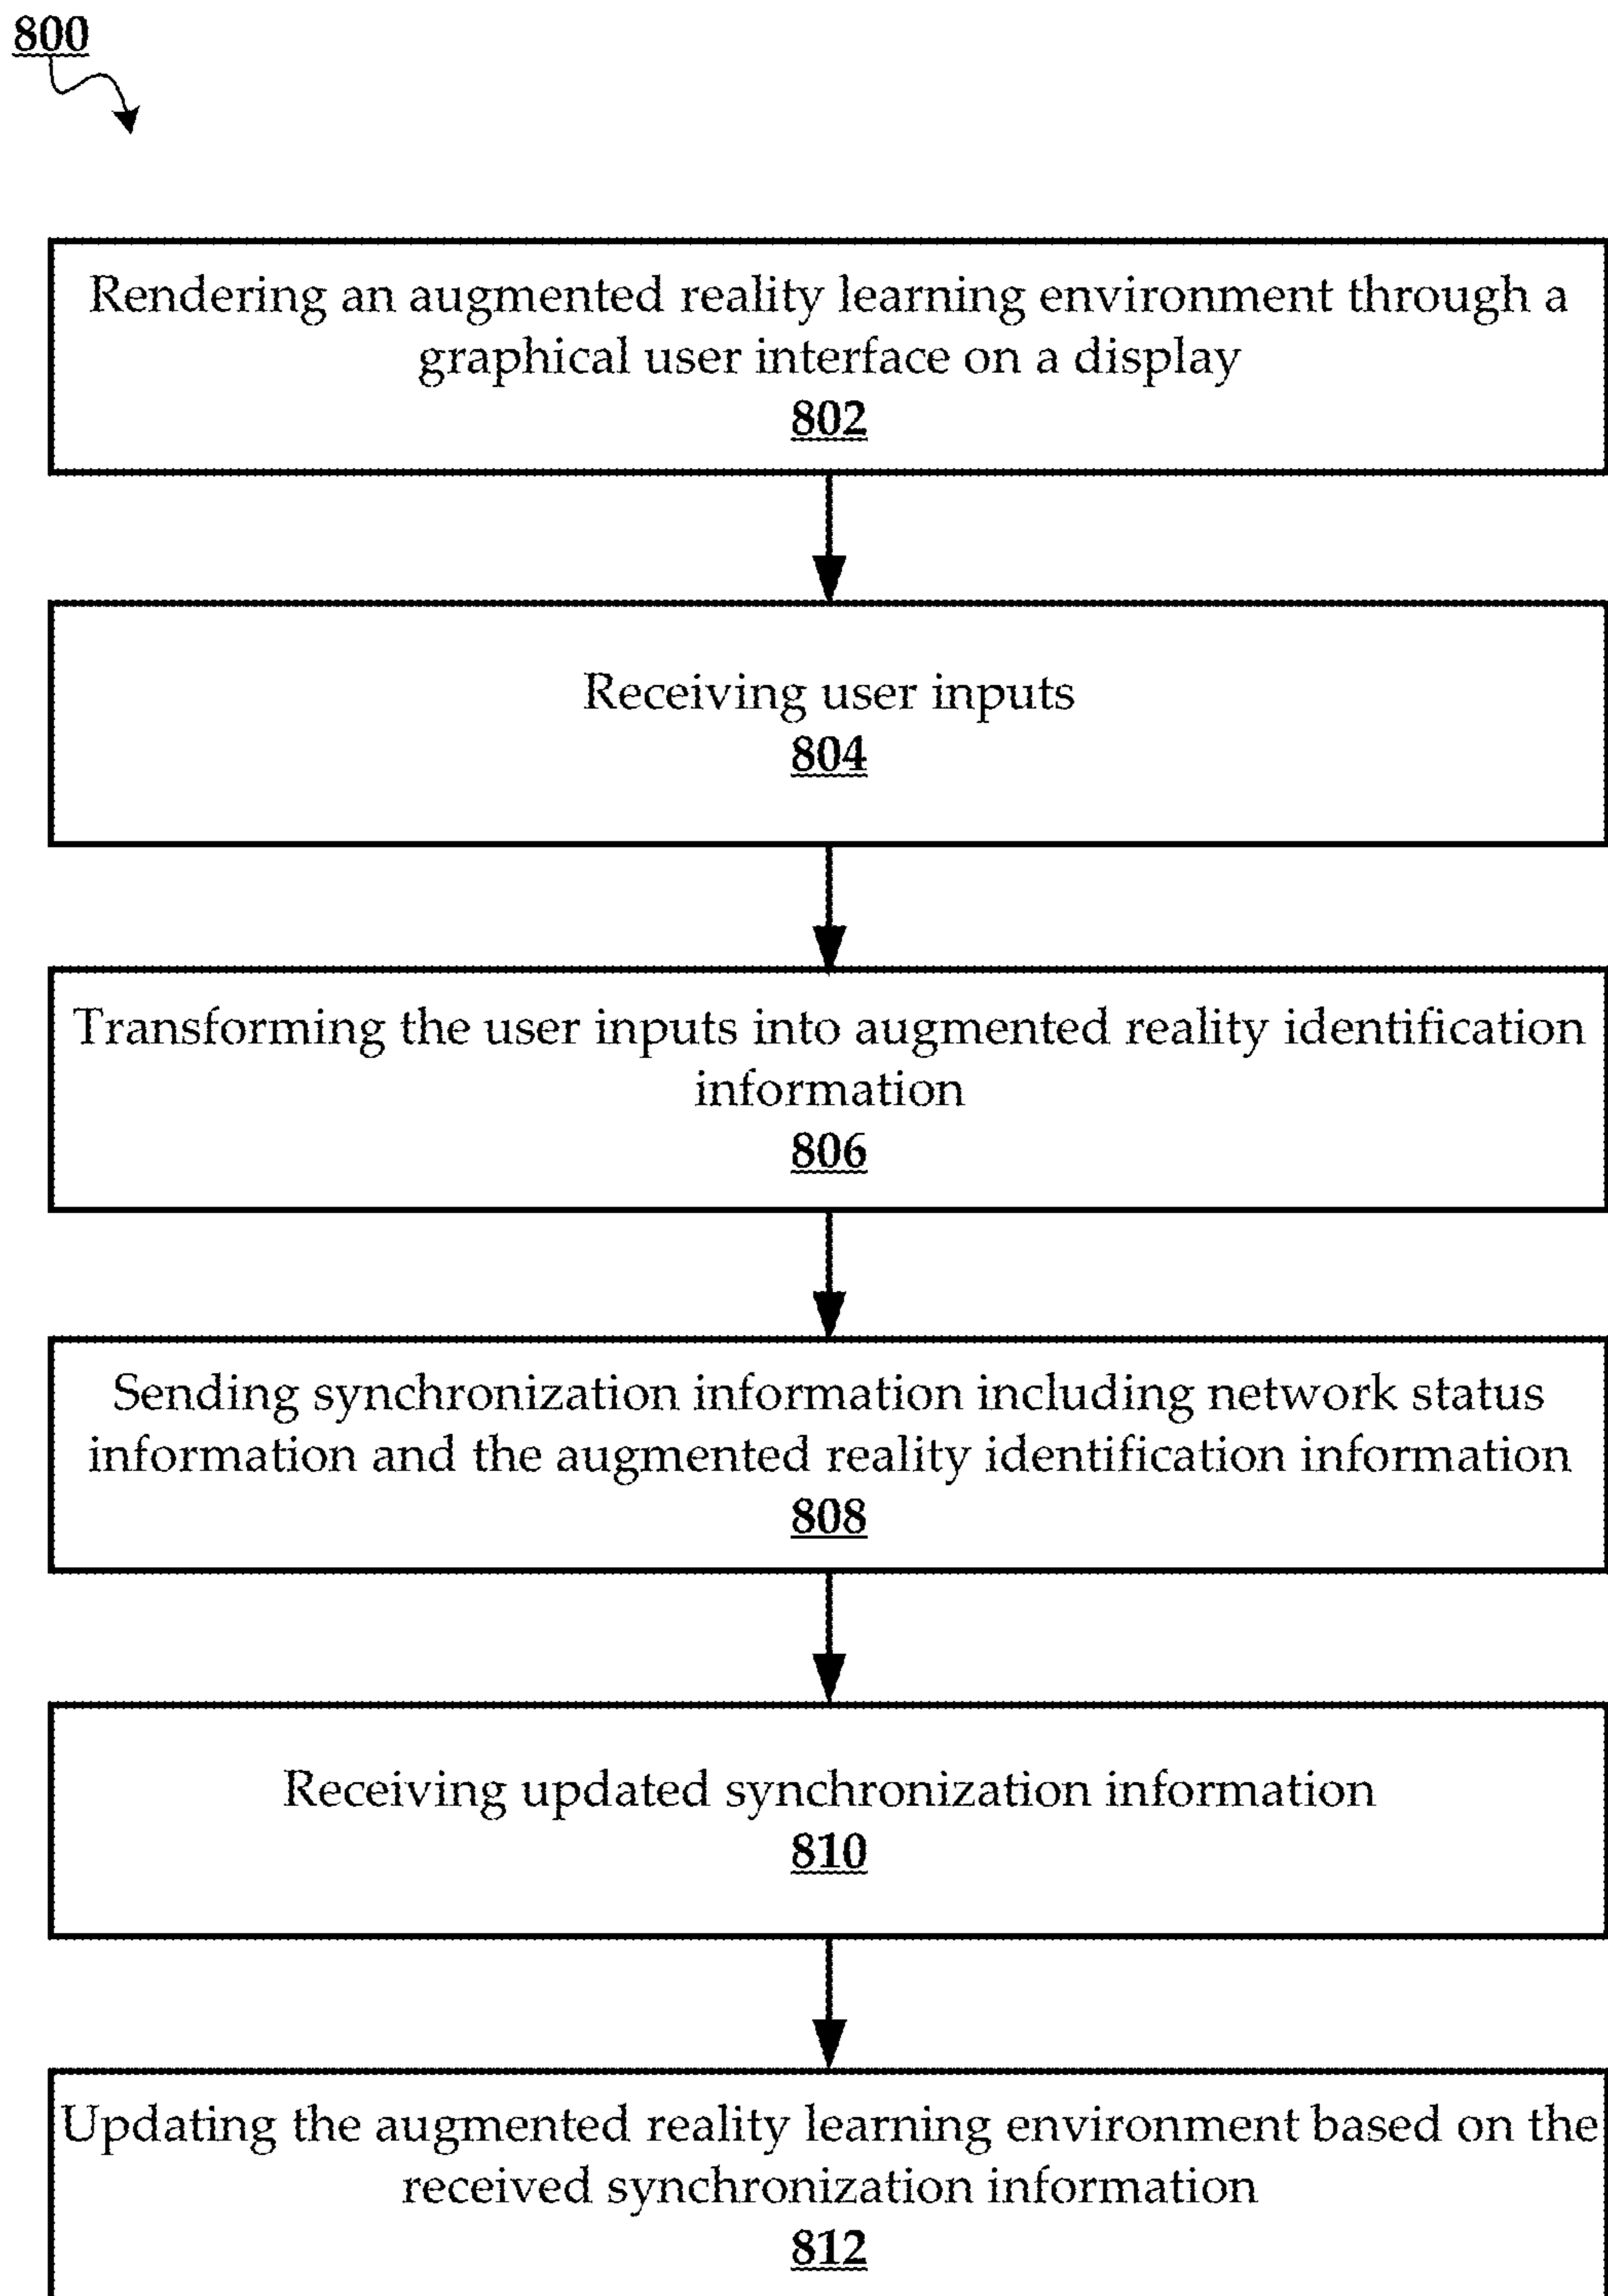 800
Rendering an augmented reality learning environment through a
graphical user interface on a display
802
Receiving user inputs
804
Transforming the user inputs into augmented reality identification
information
806
Sending synchronization information including network status
information and the augmented reality identification information
808
Receiving updated synchronization information
810
Updating the augmented reality learning environment based on the
received synchronization information
812